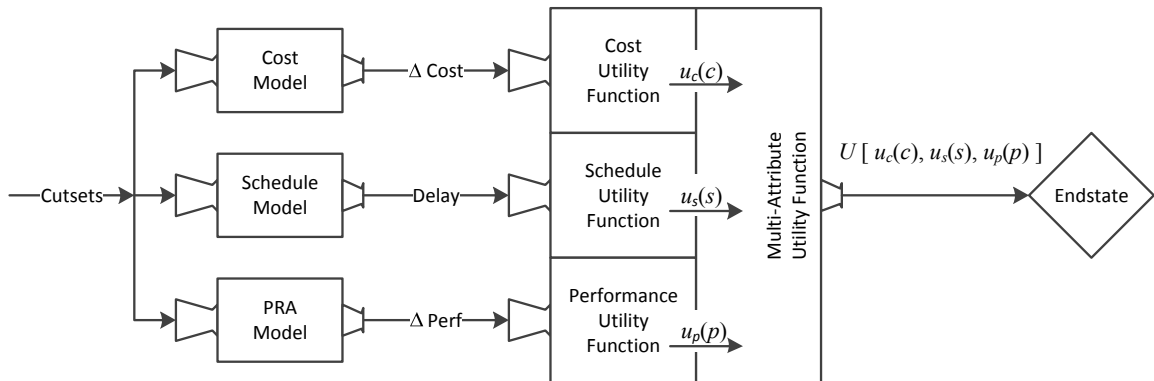 Cutsets
Cost
Model
Δ Cost
Cost
Utility
Function
u_c(c)
Schedule
Model
Delay
Schedule
Utility
Function
u_s(s)
PRA
Model
Δ Perf
Performance
Utility
Function
u_p(p)
Multi-Attribute
Utility Function
U [ u_c(c), u_s(s), u_p(p) ]
Endstate